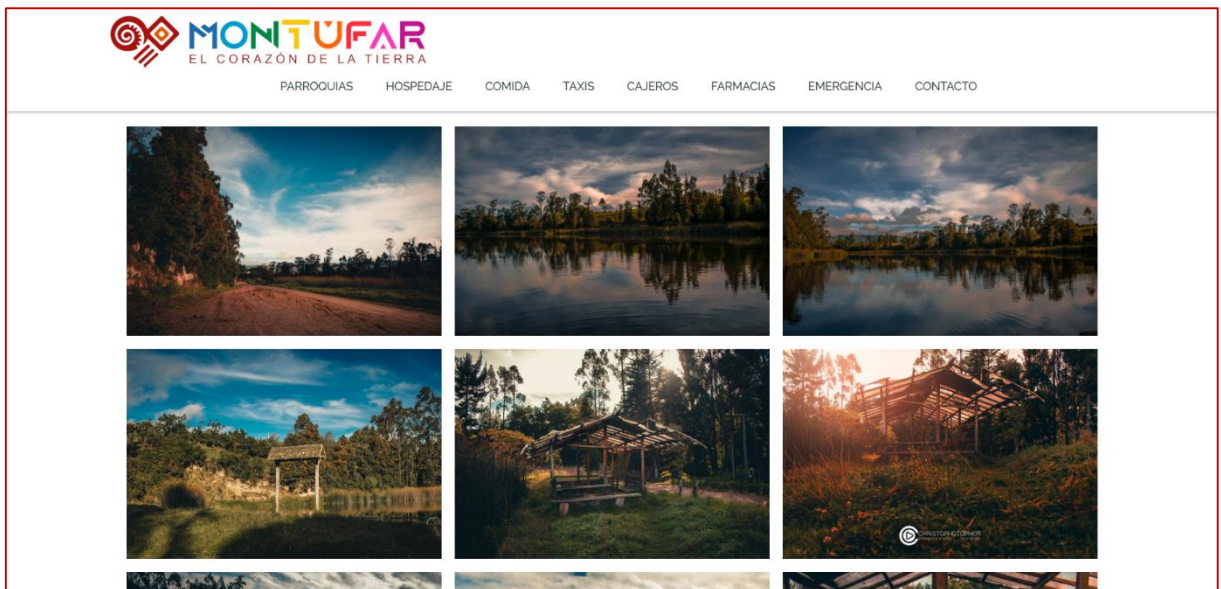 MONTÚFAR
EL CORAZÓN DE LA TIERRA
PARROQUIAS HOSPEDAJE COMIDA TAXIS CAJEROS FARMACIAS EMERGENCIA CONTACTO